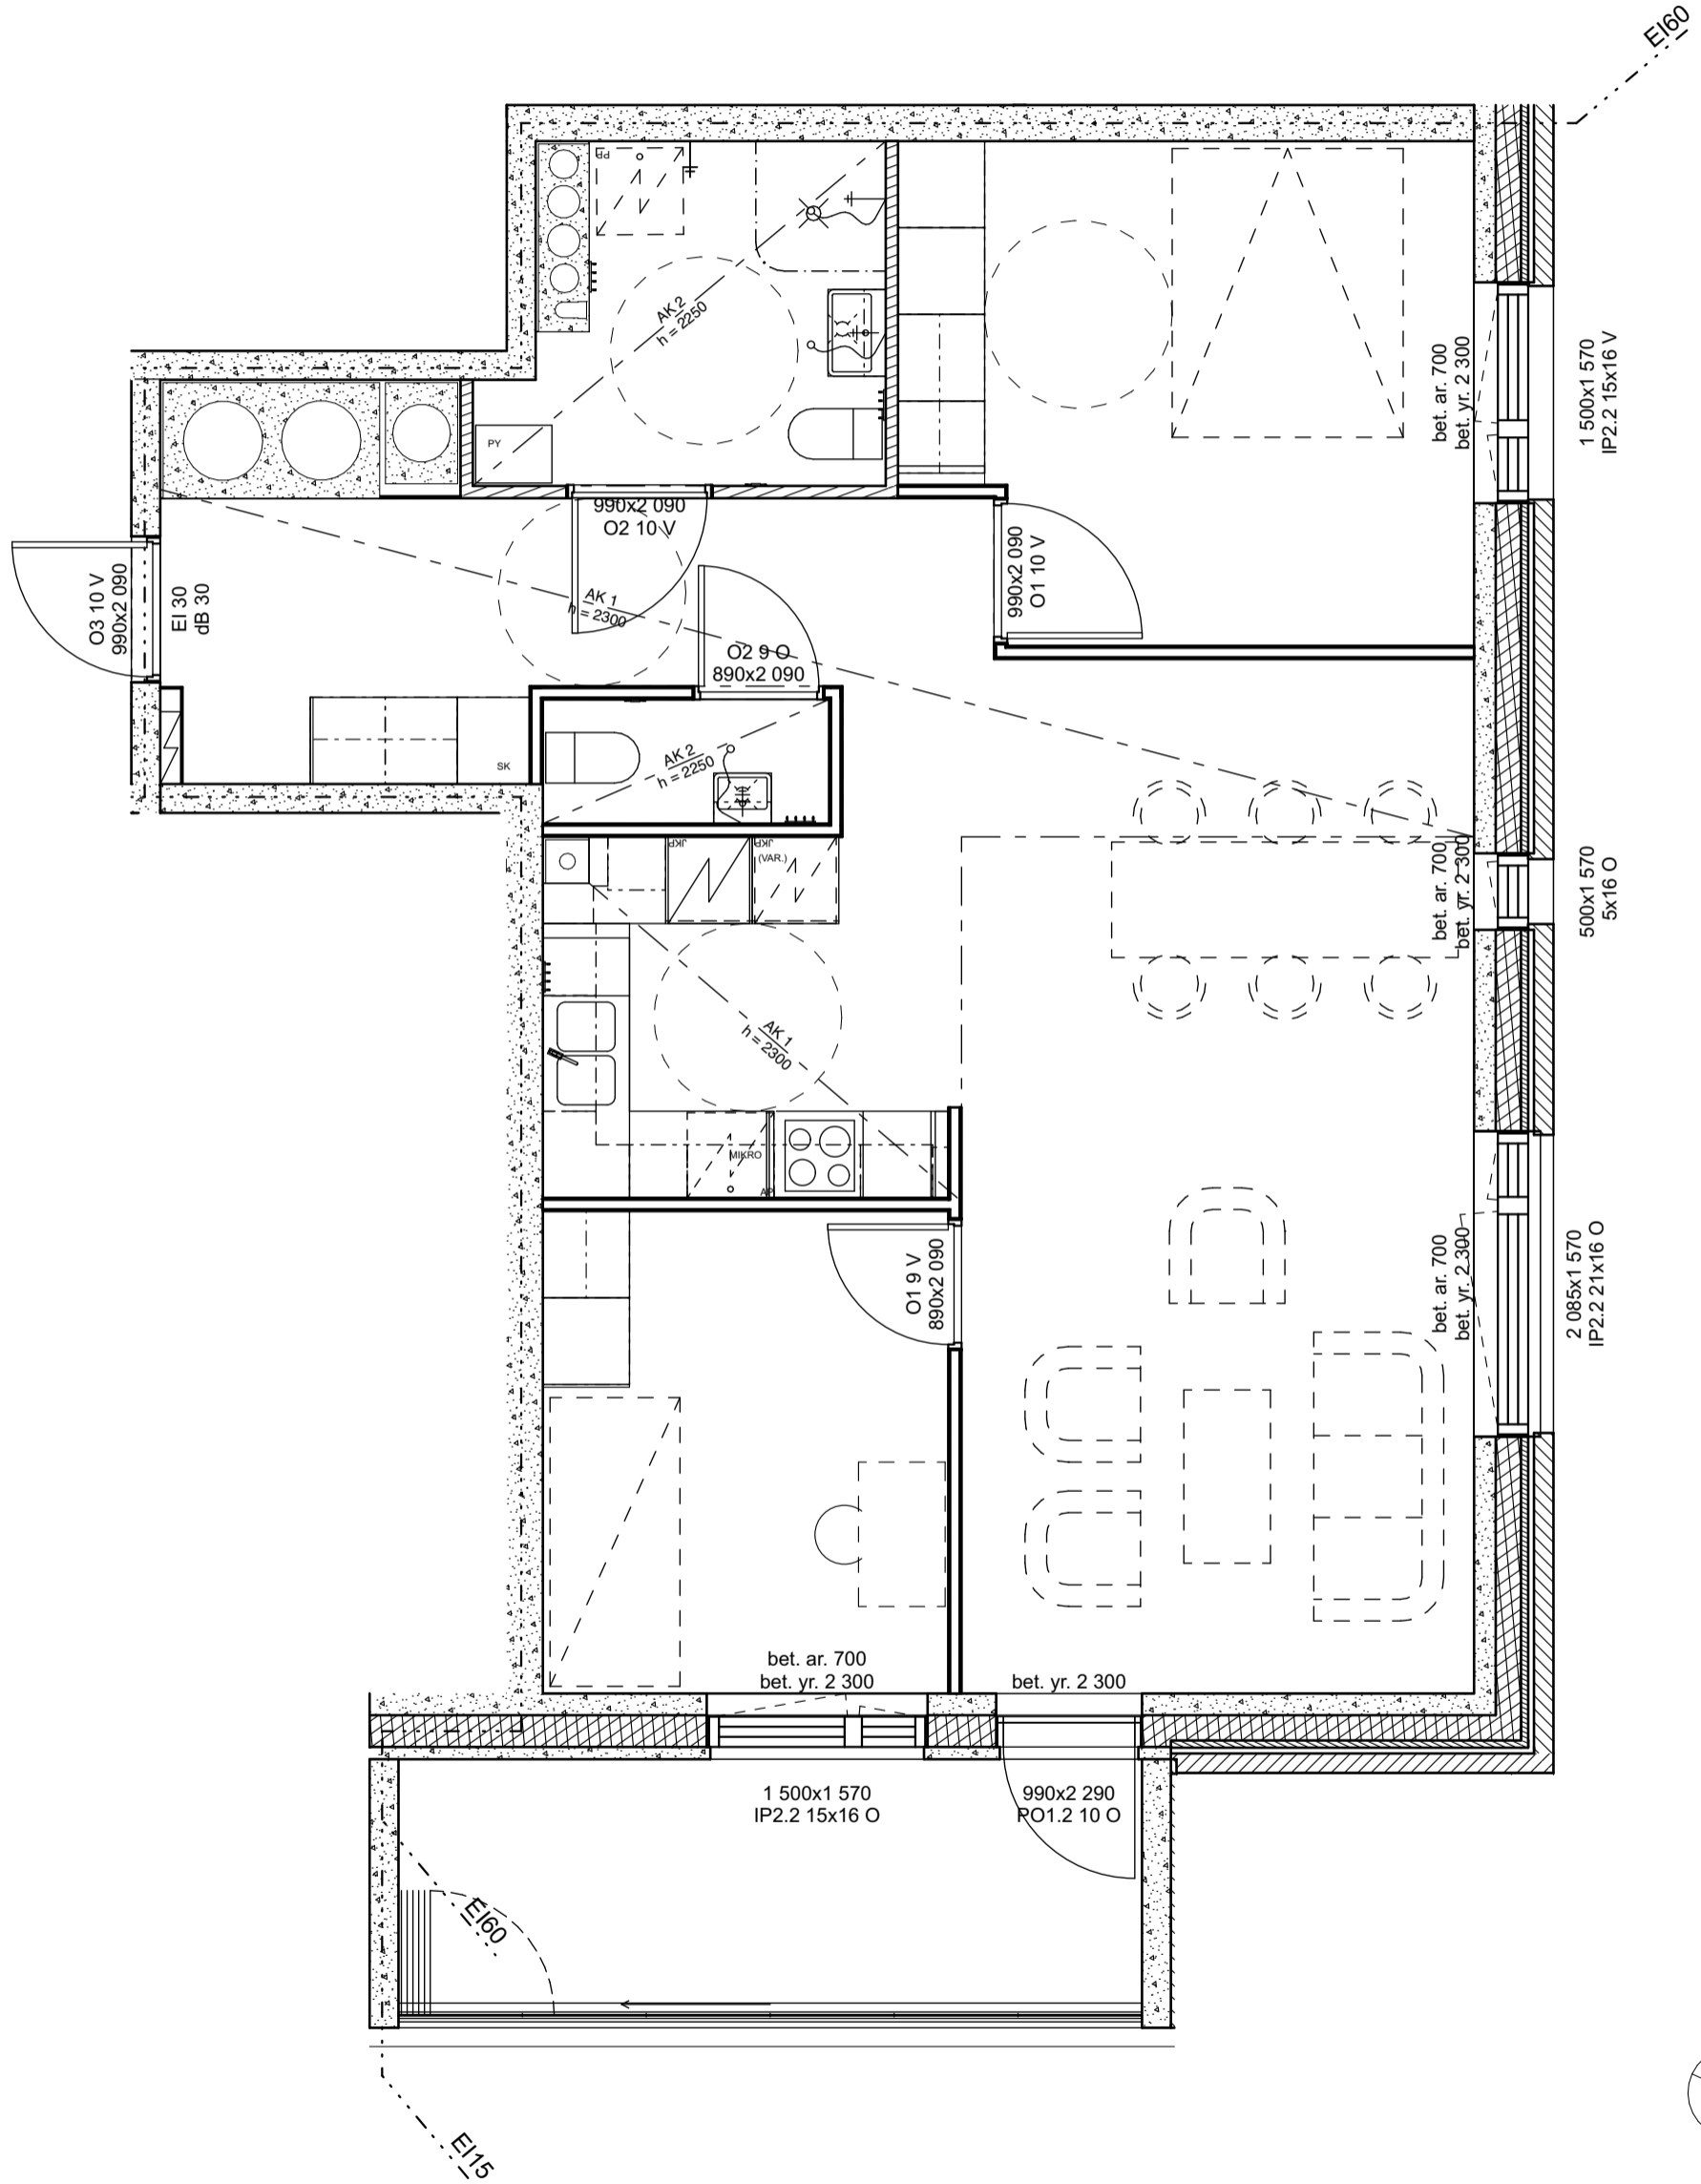 EI60
PP
AK 2
h = 2250
bet. ar. 700
bet. yr. 2 300
1 500x1 570
IP2.2 15x16 V
PY
990x2 090
O2 10 V
990x2 090
O1 10 V
O3 10 V
990x2 090
EI 30
dB 30
AK 1
h = 2300
O2 9 O
890x2 090
SK
AK 2
h = 2250
JKP
JKP
(VAR.)
bet. ar. 700
bet. yr. 2 300
500x1 570
5x16 O
AK 1
h = 2300
MIKRO
AP
O1 9 V
890x2 090
bet. ar. 700
bet. yr. 2 300
2 085x1 570
IP2.2 21x16 O
bet. ar. 700
bet. yr. 2 300
bet. yr. 2 300
1 500x1 570
IP2.2 15x16 O
990x2 290
PO1.2 10 O
EI60
EI15